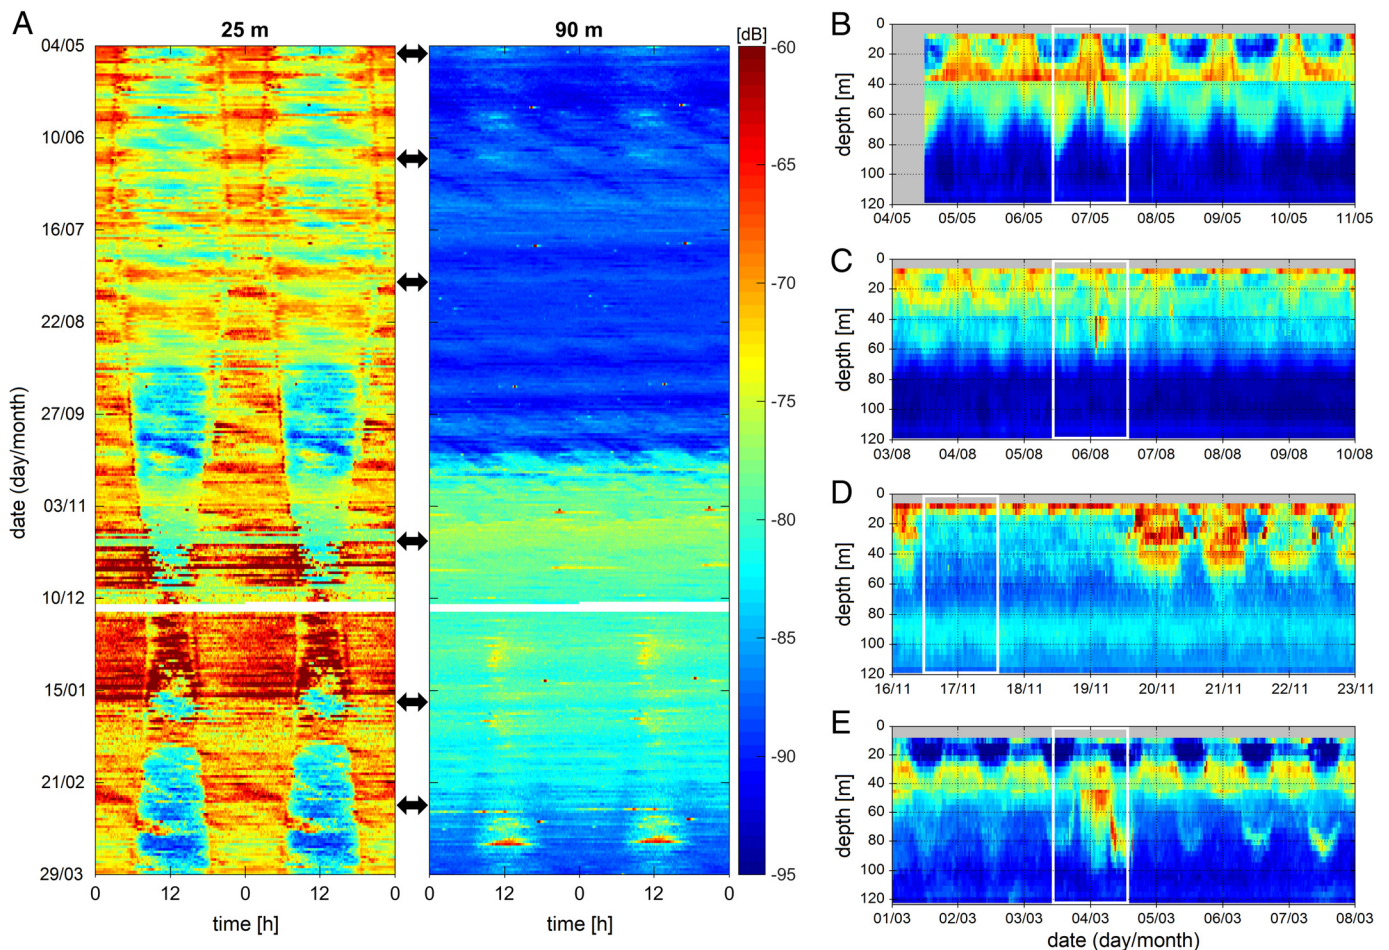 A
25 m
90 m
[dB]
04/05
10/06
16/07
22/08
27/09
03/11
10/12
15/01
21/02
29/03
date (day/month)
0 12 0 12 0
time [h]
0 12 0 12 0
time [h]
-60
-65
-70
-75
-80
-85
-90
-95
B
0
20
40
60
80
100
120
depth [m]
04/05 05/05 06/05 07/05 08/05 09/05 10/05 11/05
C
0
20
40
60
80
100
120
depth [m]
03/08 04/08 05/08 06/08 07/08 08/08 09/08 10/08
D
0
20
40
60
80
100
120
depth [m]
16/11 17/11 18/11 19/11 20/11 21/11 22/11 23/11
E
0
20
40
60
80
100
120
depth [m]
01/03 02/03 03/03 04/03 05/03 06/03 07/03 08/03
date (day/month)